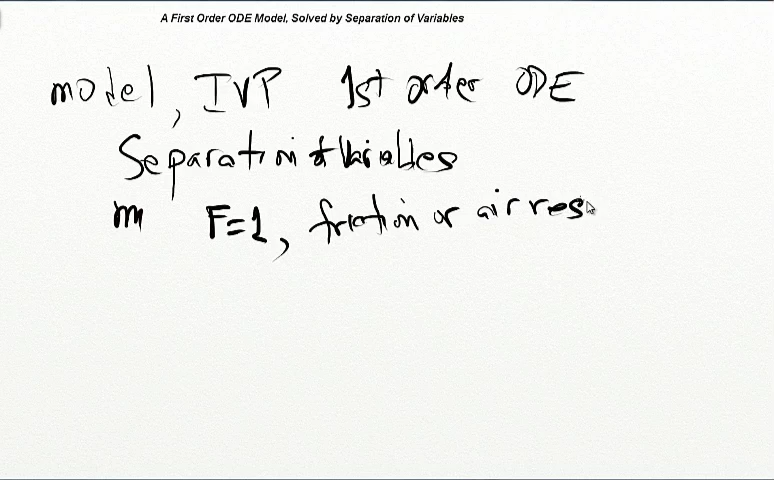 A First Order ODE Model, Solved by Separation of Variables
model, IVP 1st order ODE
Separation of Variables
m F=1, friction or air res